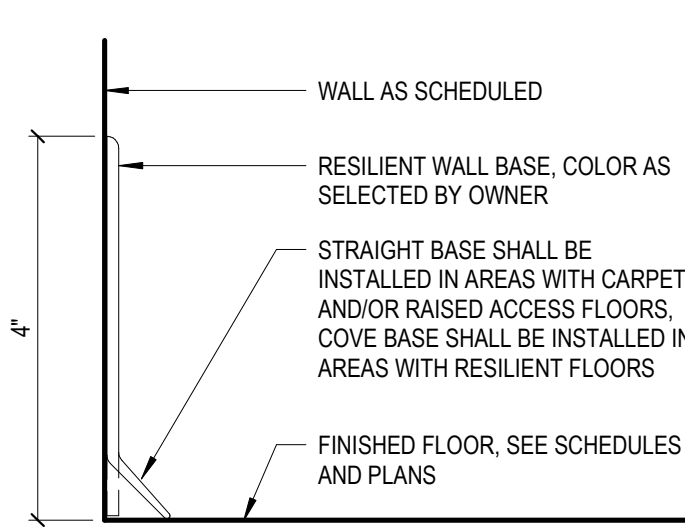 WALL AS SCHEDULED
RESILIENT WALL BASE, COLOR AS
SELECTED BY OWNER
STRAIGHT BASE SHALL BE
INSTALLED IN AREAS WITH CARPET
AND/OR RAISED ACCESS FLOORS,
COVE BASE SHALL BE INSTALLED IN
AREAS WITH RESILIENT FLOORS
FINISHED FLOOR, SEE SCHEDULES
AND PLANS
4"